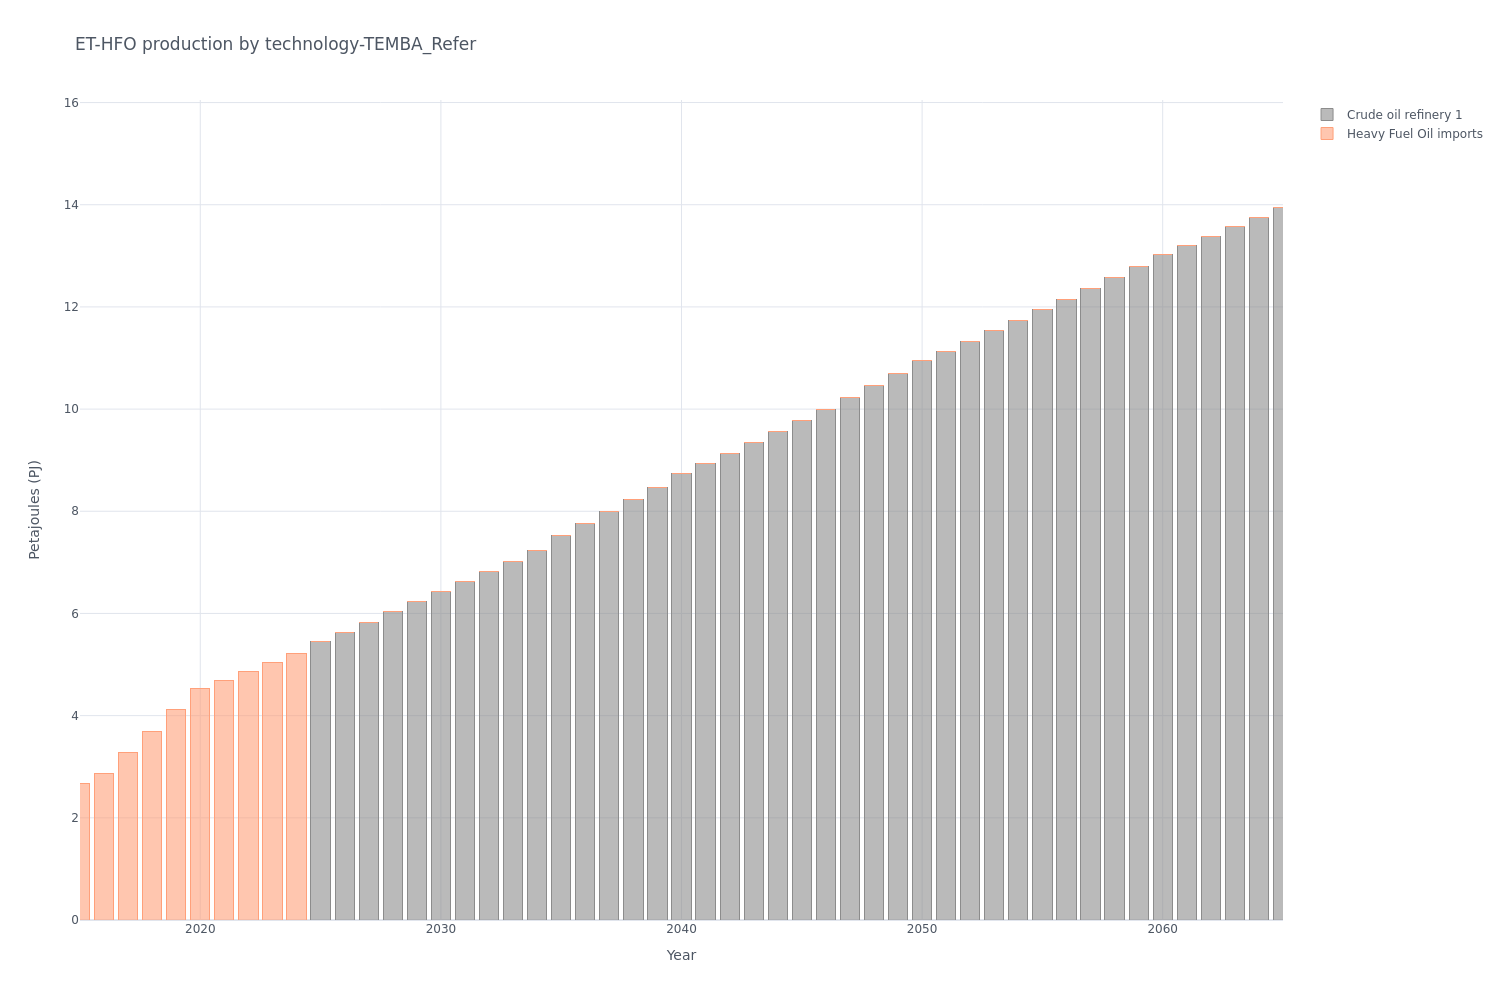 ET-HFO production by technology-TEMBA_Refer
16
14
12
10
8
6
4
2
0
Petajoules (PJ)
2020
2030
2040
2050
2060
Year
Crude oil refinery 1
Heavy Fuel Oil imports